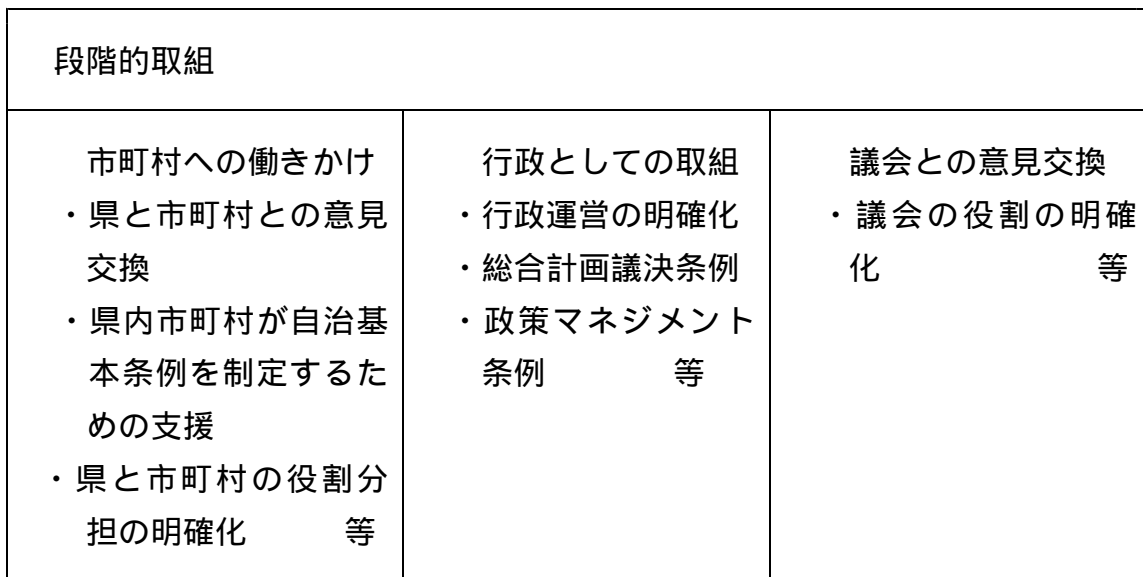 段階的取組
市町村への働きかけ
・県と市町村との意見
交換
・県内市町村が自治基
本条例を制定するた
めの支援
・県と市町村の役割分
担の明確化 等
行政としての取組
・行政運営の明確化
・総合計画議決条例
・政策マネジメント
条例 等
議会との意見交換
・議会の役割の明確
化 等